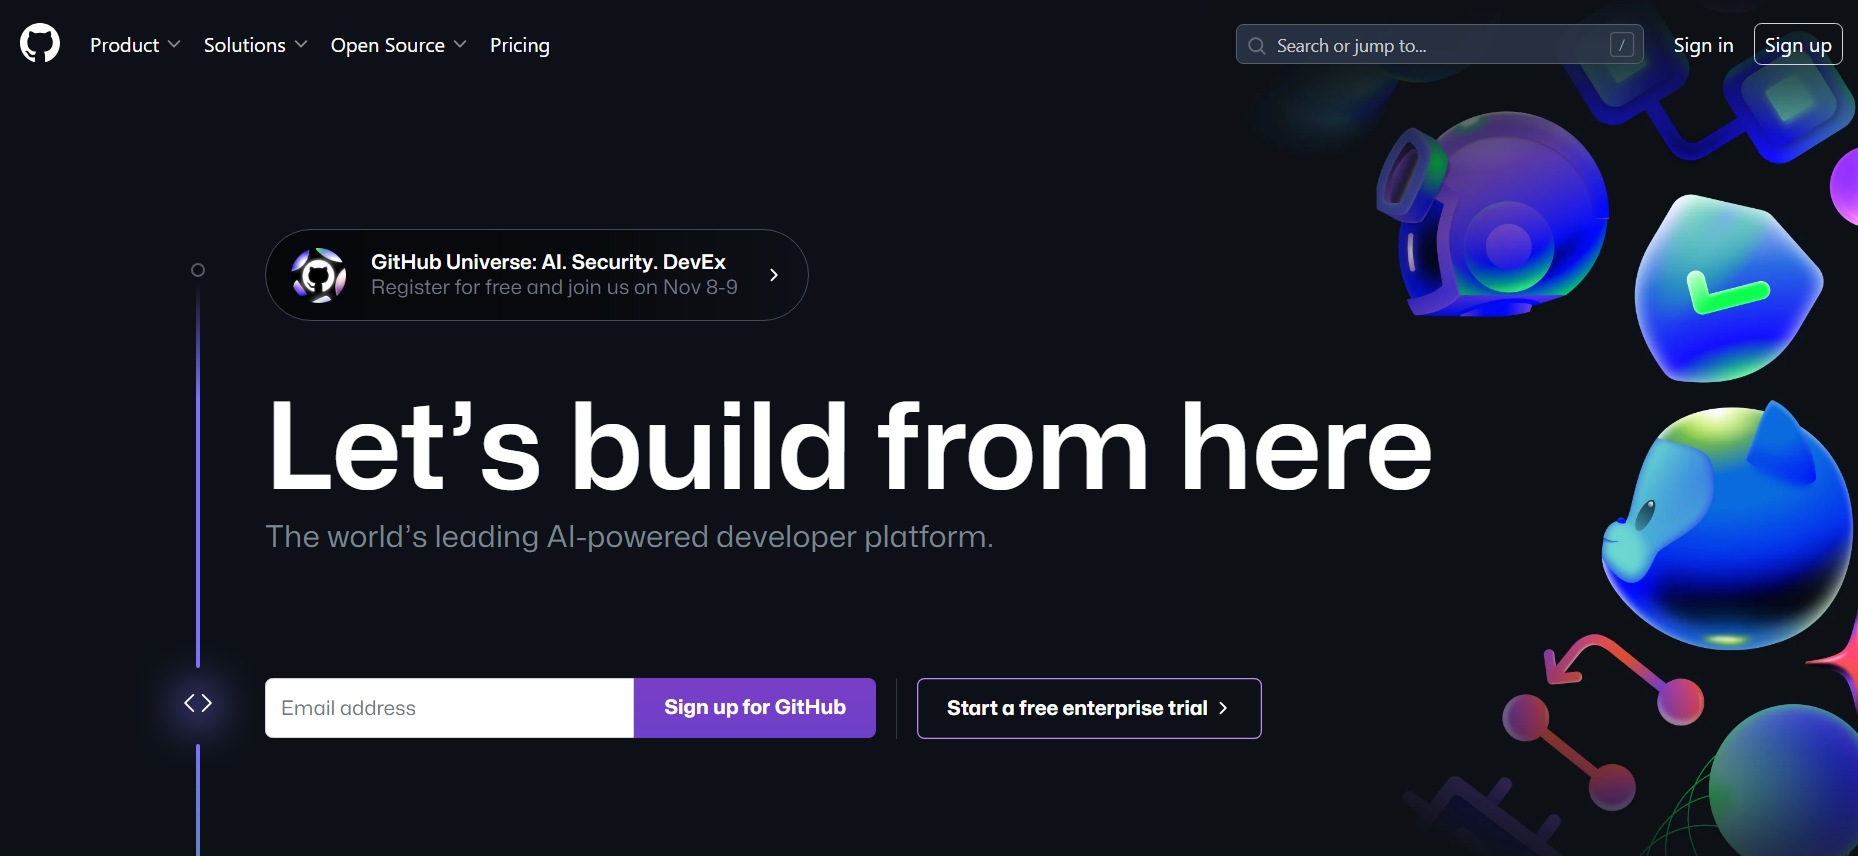 Product
Solutions
Open Source
Pricing
Search or jump to...
/
Sign in
Sign up
GitHub Universe: AI. Security. DevEx
Register for free and join us on Nov 8-9
Let’s build from here
The world’s leading AI-powered developer platform.
Email address
Sign up for GitHub
Start a free enterprise trial